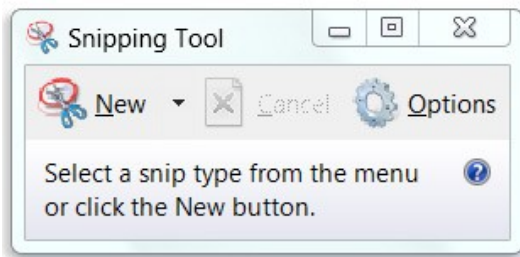 Snipping Tool
New Cancel Options
Select a snip type from the menu
or click the New button.